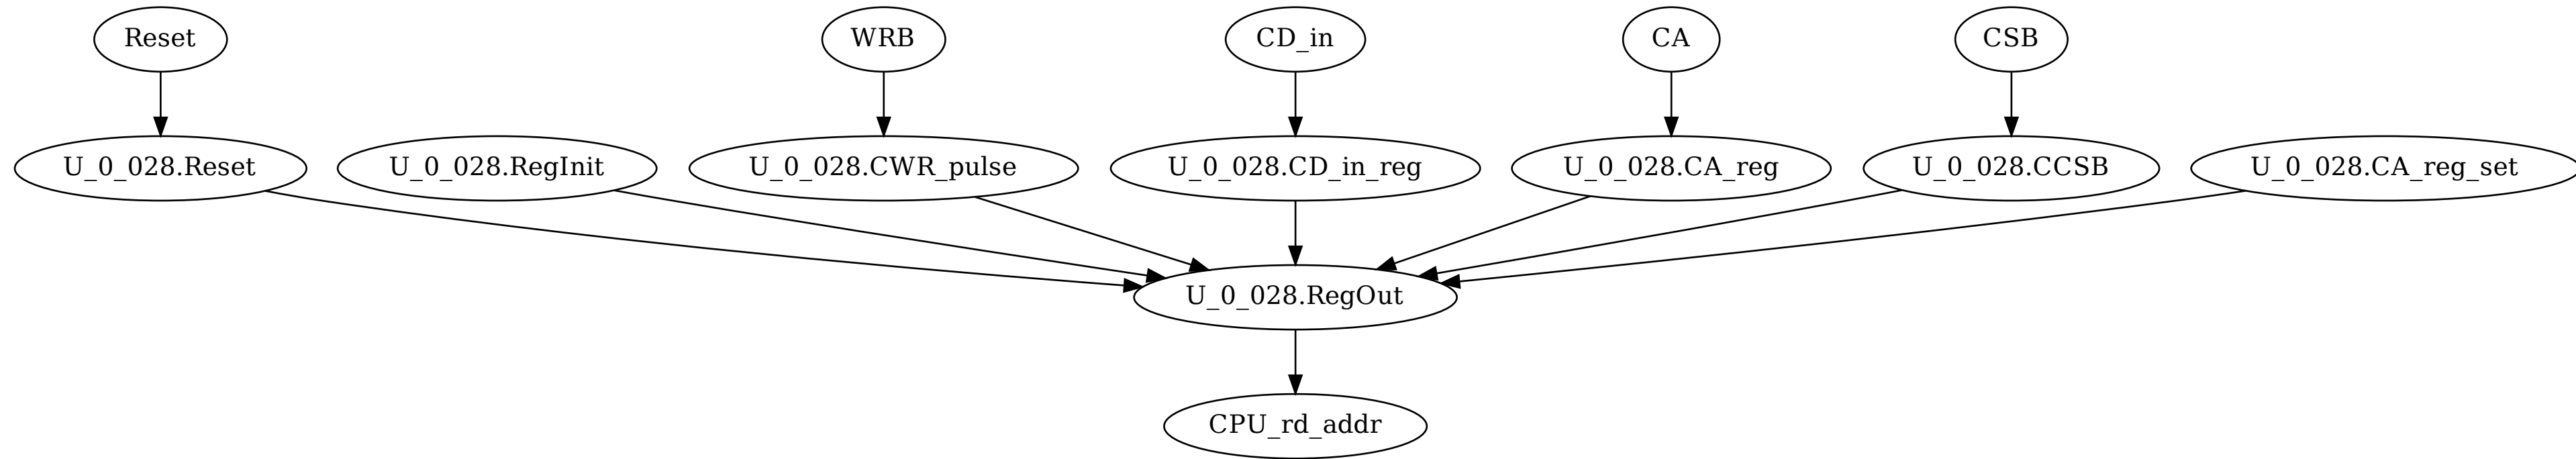 Reset
WRB
CD_in
CA
CSB
U_0_028.Reset
U_0_028.RegInit
U_0_028.CWR_pulse
U_0_028.CD_in_reg
U_0_028.CA_reg
U_0_028.CCSB
U_0_028.CA_reg_set
U_0_028.RegOut
CPU_rd_addr